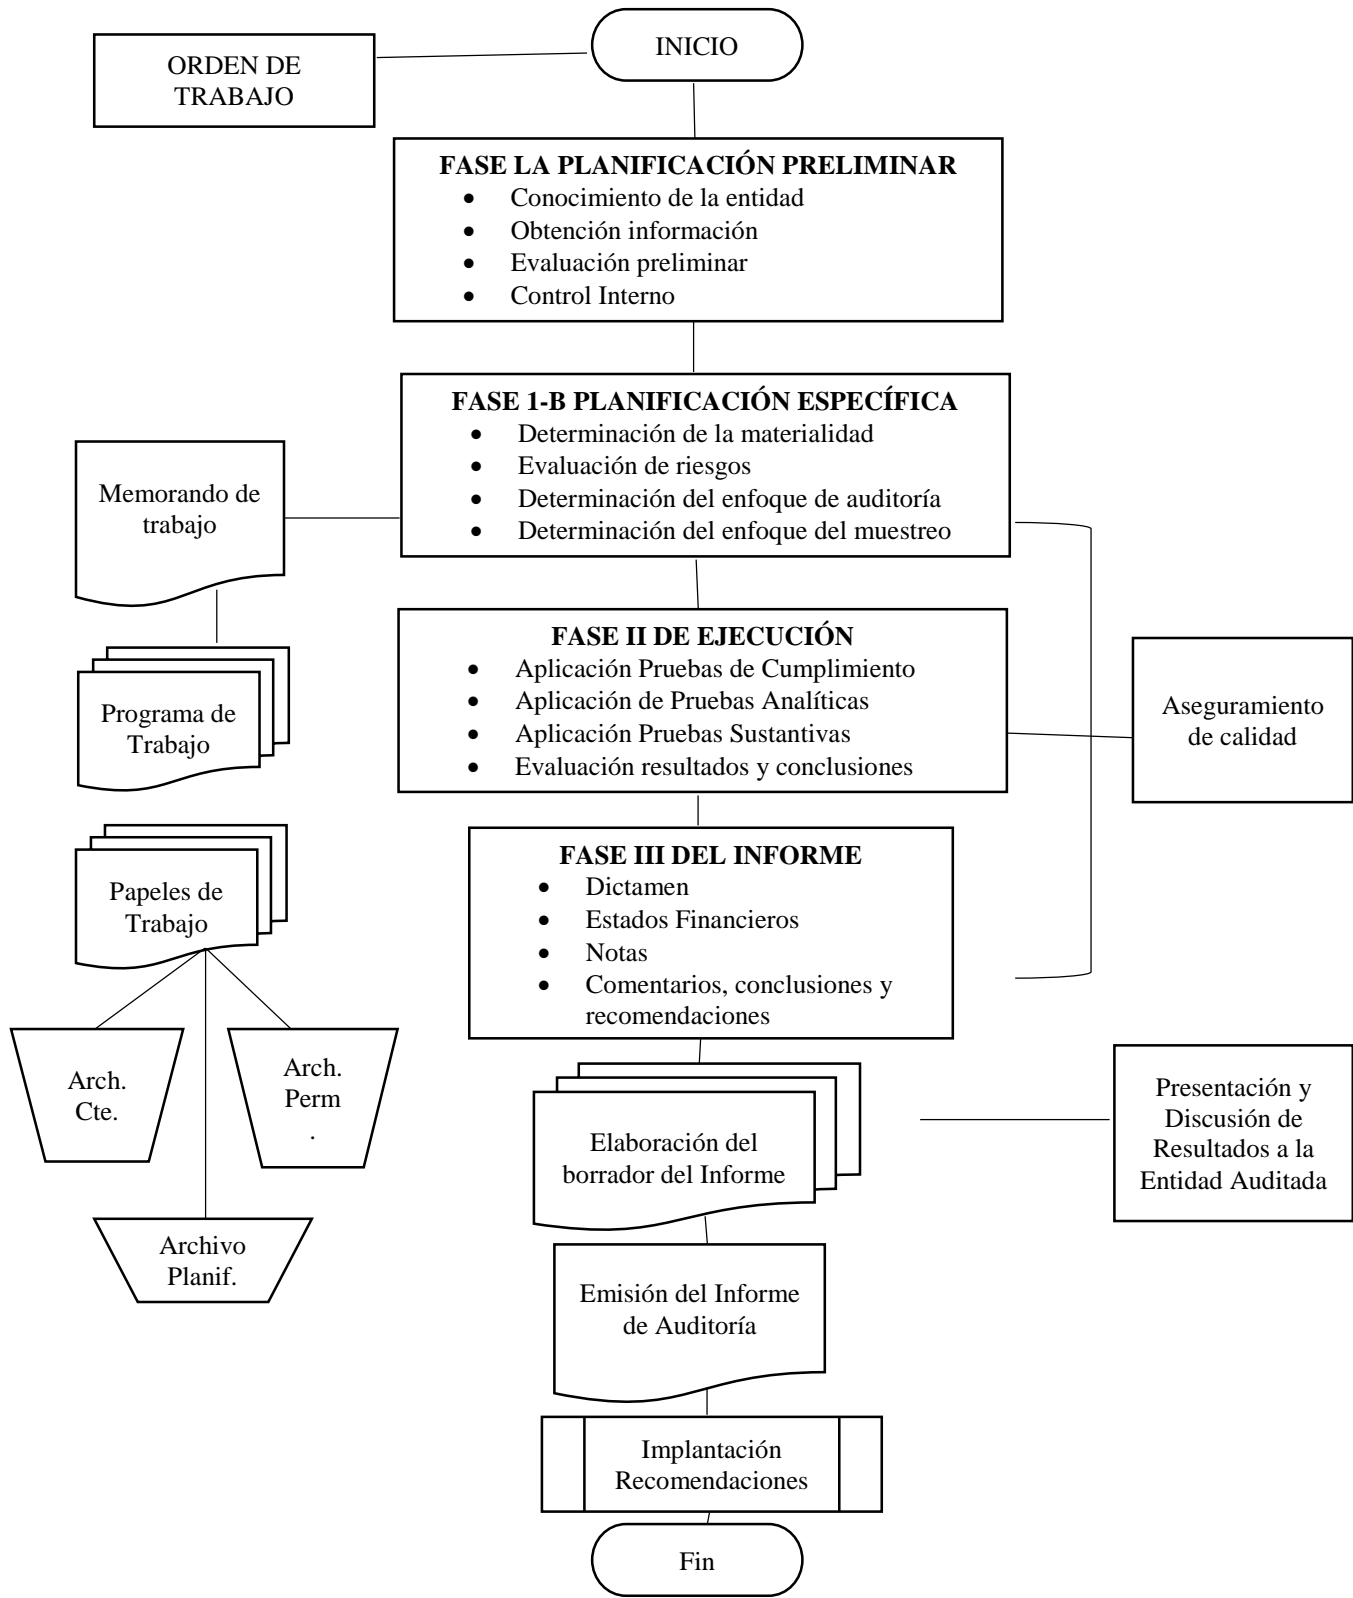 INICIO
ORDEN DE
TRABAJO
FASE LA PLANIFICACIÓN PRELIMINAR
• Conocimiento de la entidad
• Obtención información
• Evaluación preliminar
• Control Interno
FASE 1-B PLANIFICACIÓN ESPECÍFICA
• Determinación de la materialidad
• Evaluación de riesgos
• Determinación del enfoque de auditoría
• Determinación del enfoque del muestreo
Memorando de
trabajo
FASE II DE EJECUCIÓN
• Aplicación Pruebas de Cumplimiento
• Aplicación de Pruebas Analíticas
• Aplicación Pruebas Sustantivas
• Evaluación resultados y conclusiones
Programa de
Trabajo
Aseguramiento
de calidad
FASE III DEL INFORME
• Dictamen
• Estados Financieros
• Notas
• Comentarios, conclusiones y
recomendaciones
Papeles de
Trabajo
Arch.
Cte.
Arch.
Perm
.
Archivo
Planif.
Elaboración del
borrador del Informe
Presentación y
Discusión de
Resultados a la
Entidad Auditada
Emisión del Informe
de Auditoría
Implantación
Recomendaciones
Fin